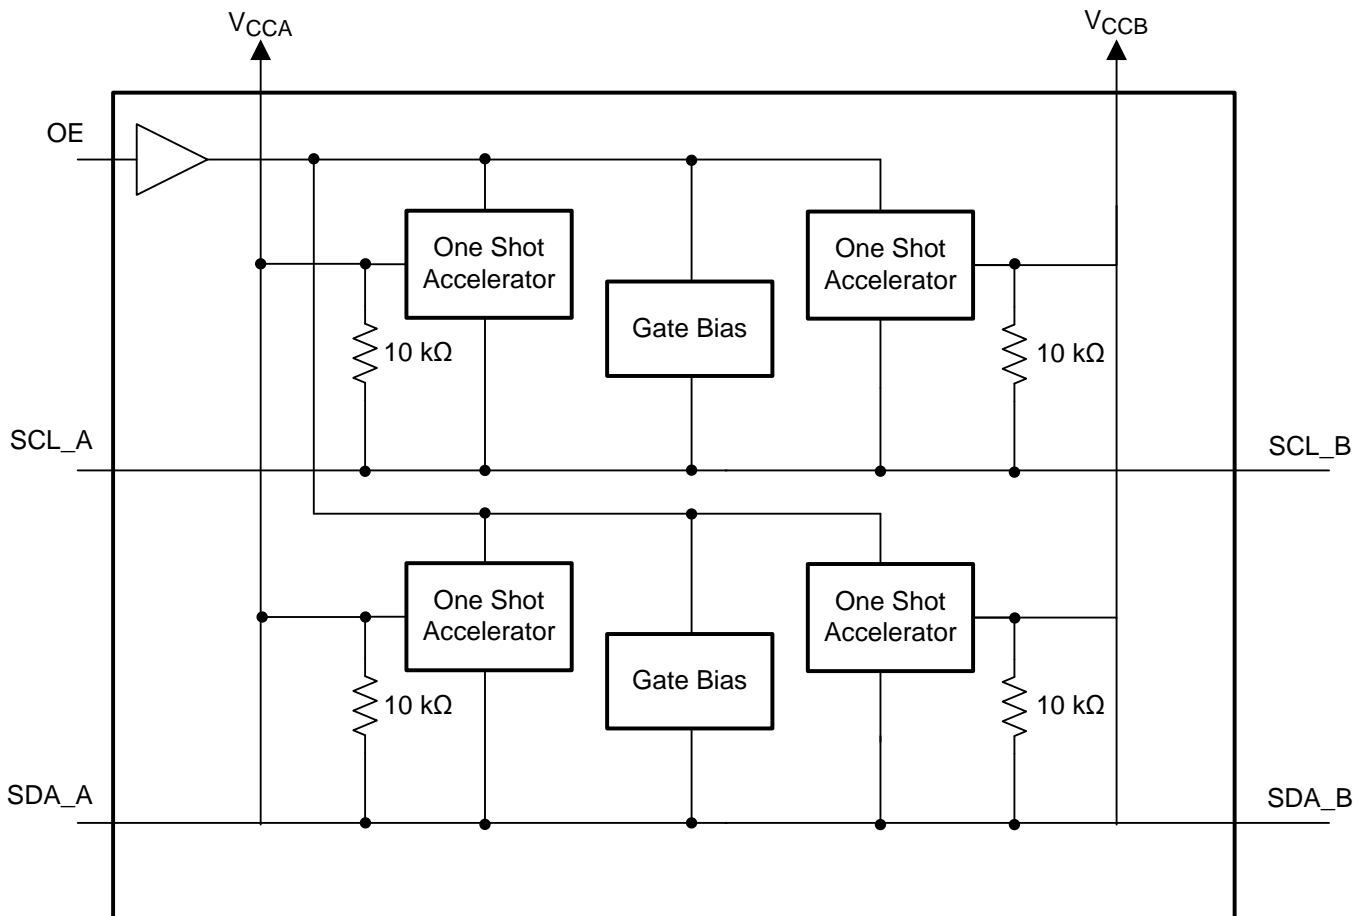 VCCA
VCCB
OE
One Shot
Accelerator
One Shot
Accelerator
Gate Bias
10 kΩ
10 kΩ
SCL_A
SCL_B
One Shot
Accelerator
One Shot
Accelerator
Gate Bias
10 kΩ
10 kΩ
SDA_A
SDA_B